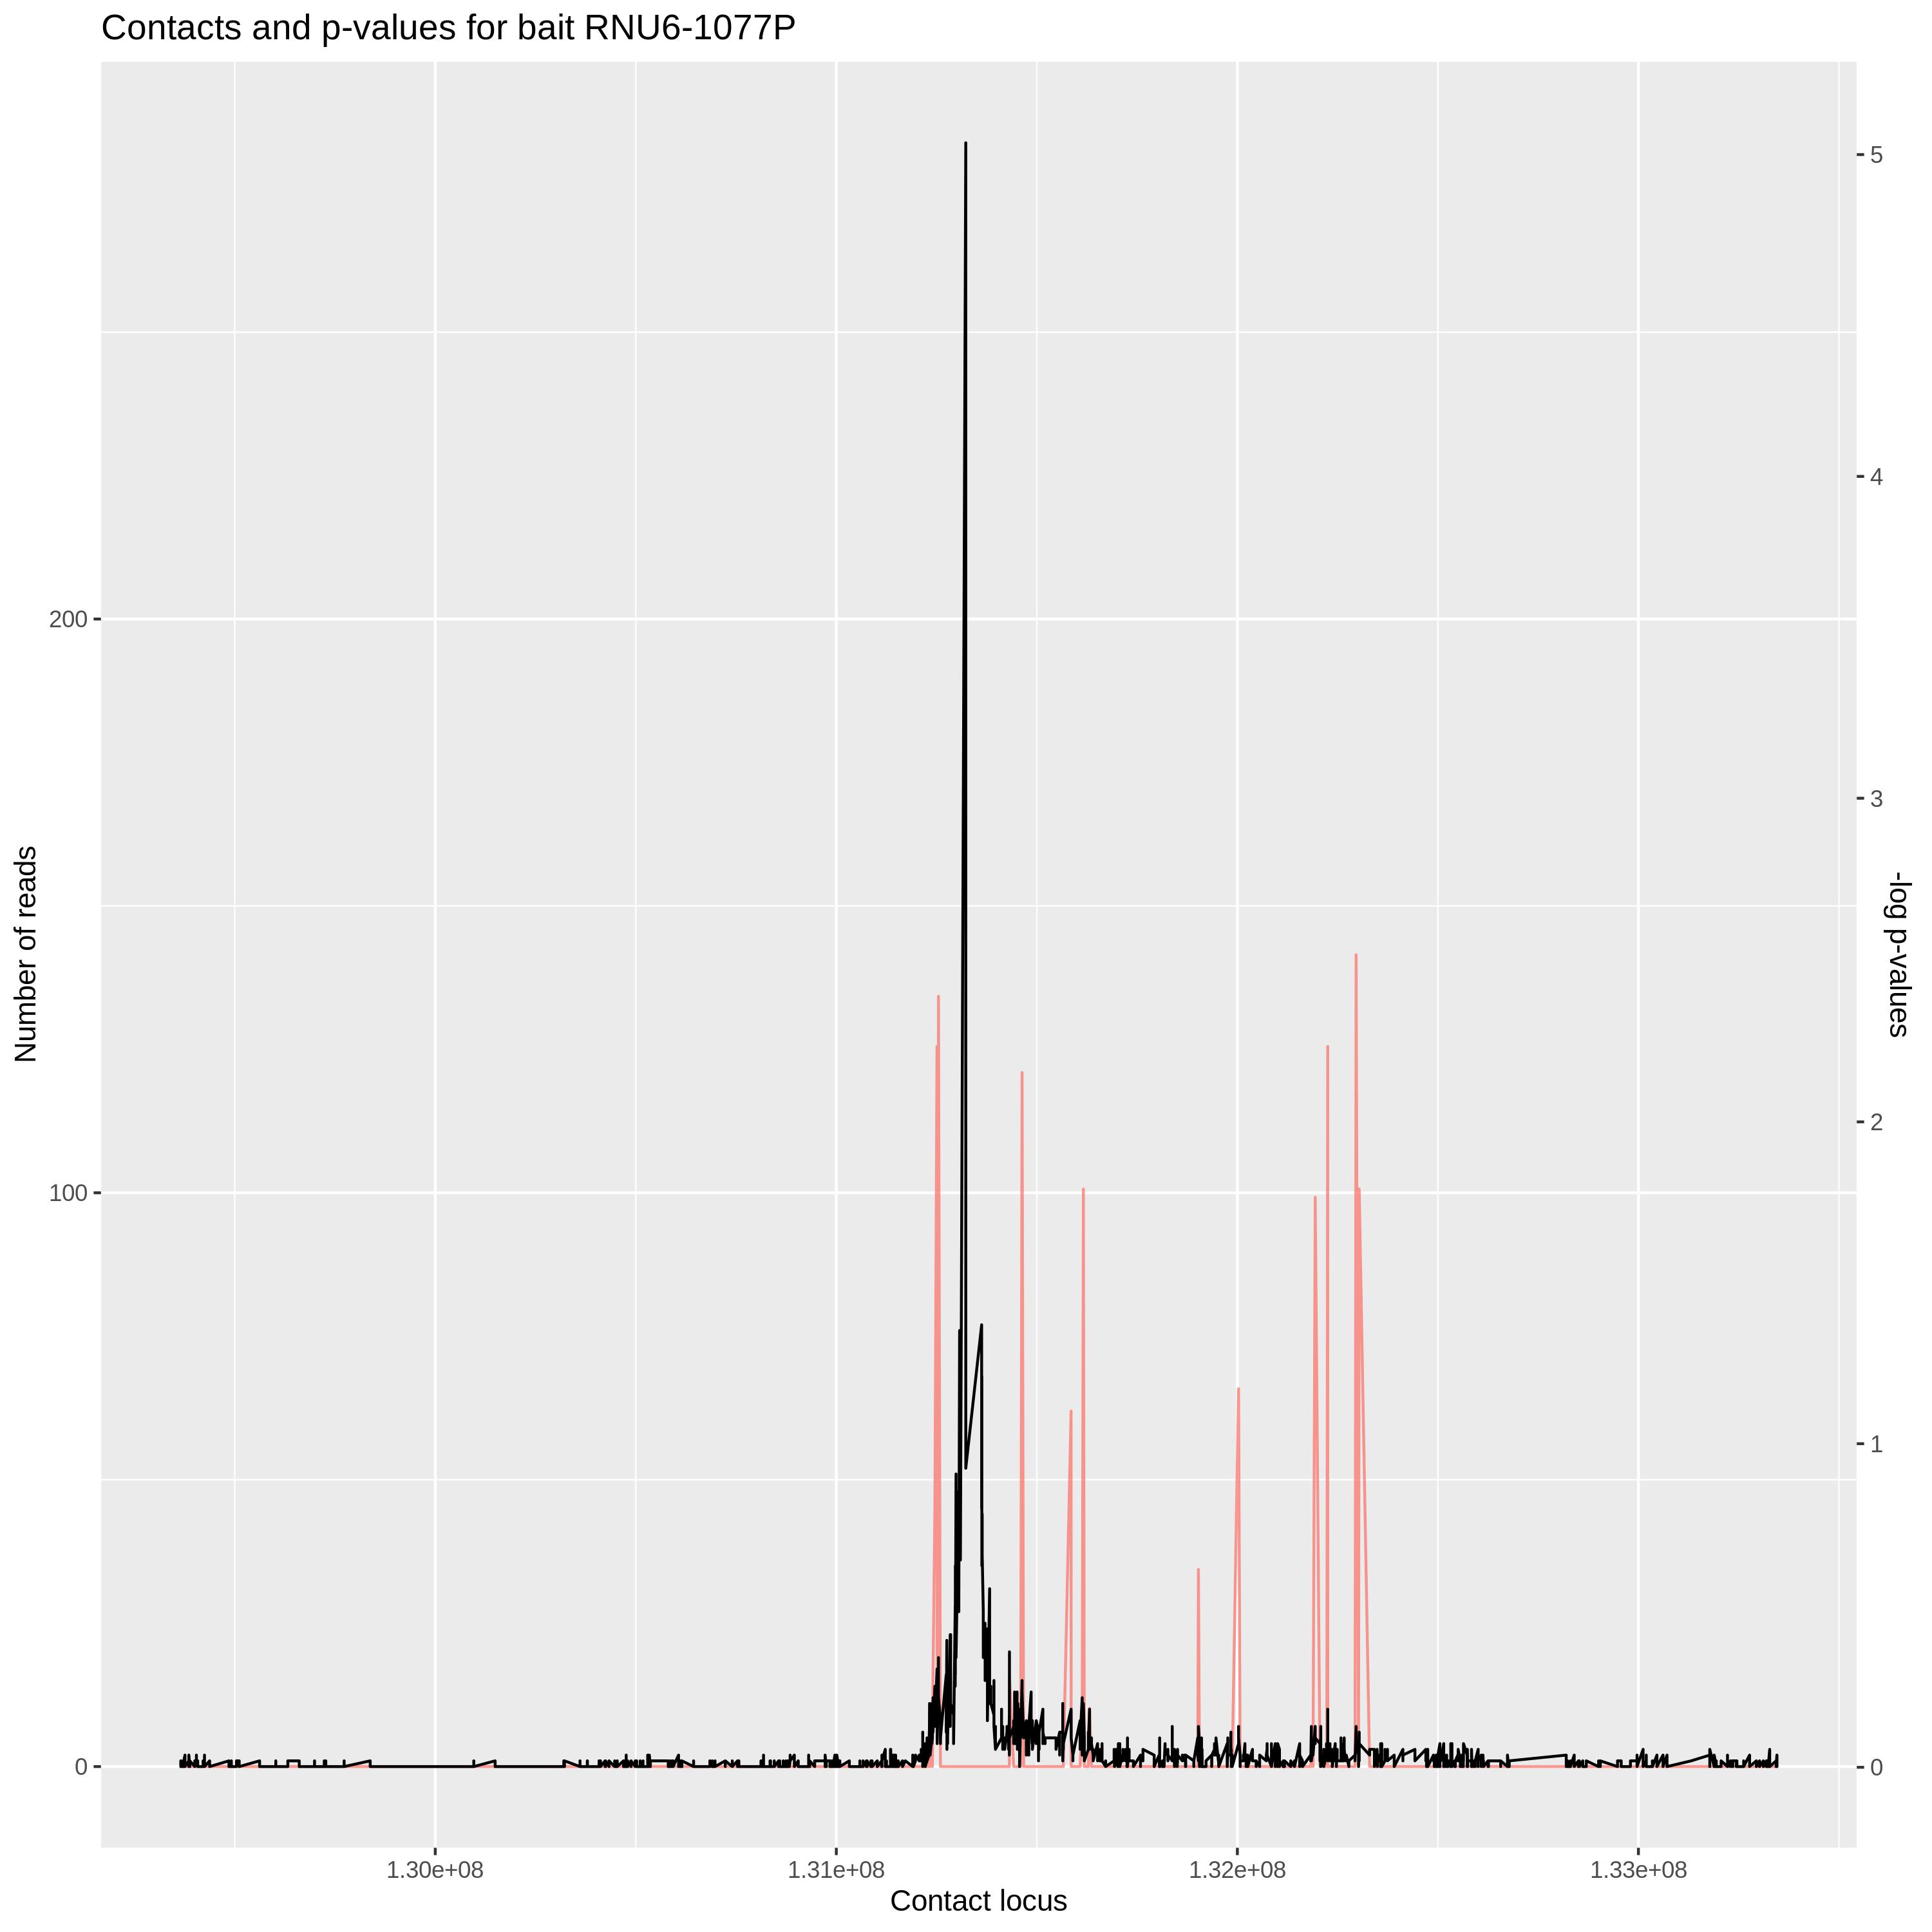 Contacts and p-values for bait RNU6-1077P
Number of reads
200
100
0
5
4
3
2
1
0
-log p-values
1.30e+08
1.31e+08
1.32e+08
1.33e+08
Contact locus